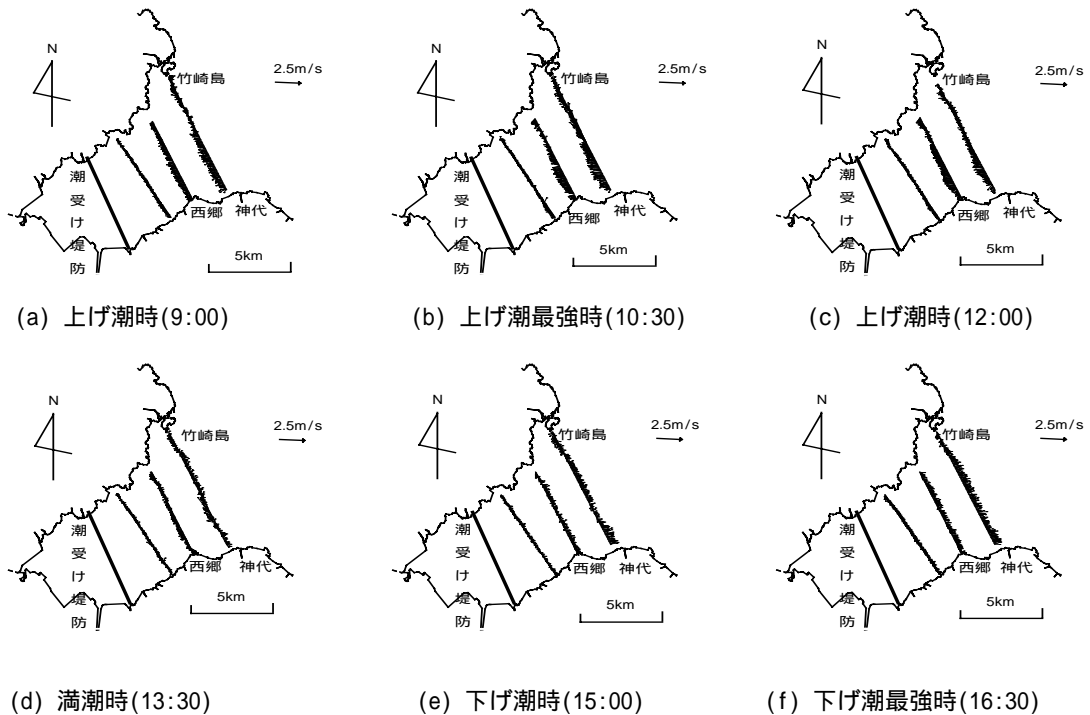 N
竹崎島
2.5m/s
潮受け堤防
西郷
神代
5km
(a) 上げ潮時(9:00)
N
竹崎島
2.5m/s
潮受け堤防
西郷
神代
5km
(b) 上げ潮最強時(10:30)
N
竹崎島
2.5m/s
潮受け堤防
西郷
神代
5km
(c) 上げ潮時(12:00)
N
竹崎島
2.5m/s
潮受け堤防
西郷
神代
5km
(d) 満潮時(13:30)
N
竹崎島
2.5m/s
潮受け堤防
西郷
神代
5km
(e) 下げ潮時(15:00)
N
竹崎島
2.5m/s
潮受け堤防
西郷
神代
5km
(f) 下げ潮最強時(16:30)